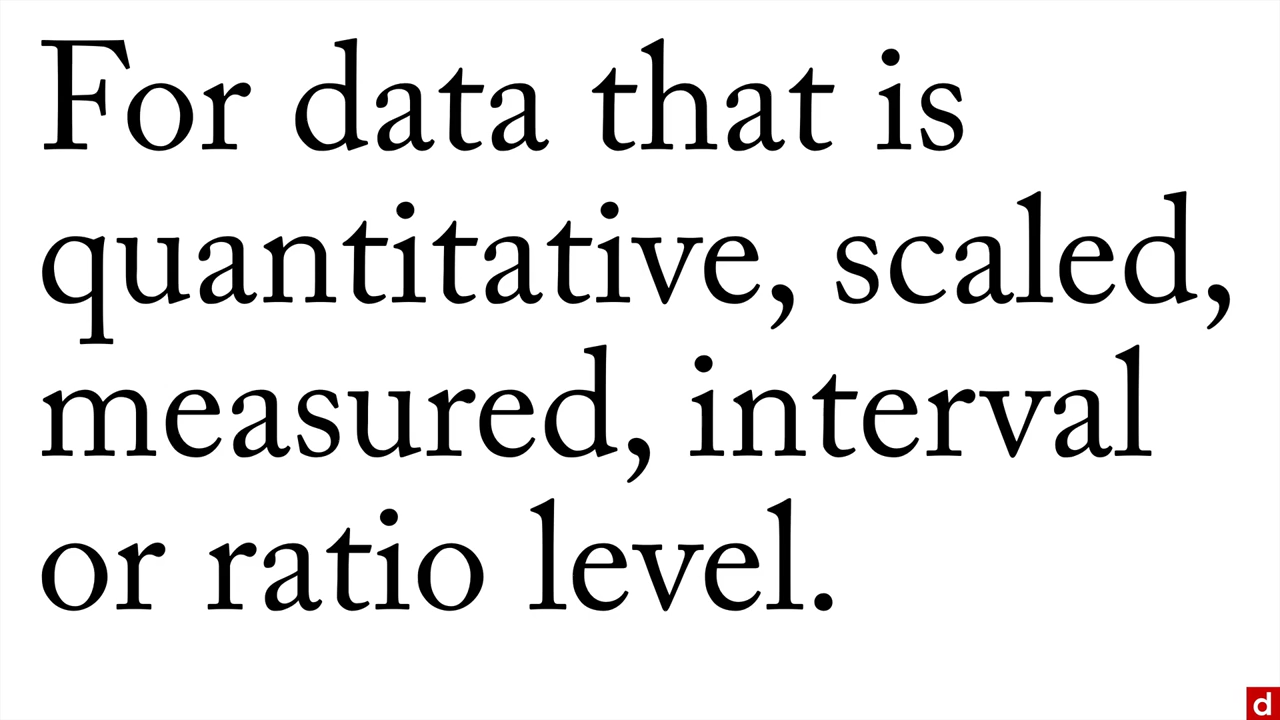 For data that is
quantitative, scaled,
measured, interval
or ratio level.
d